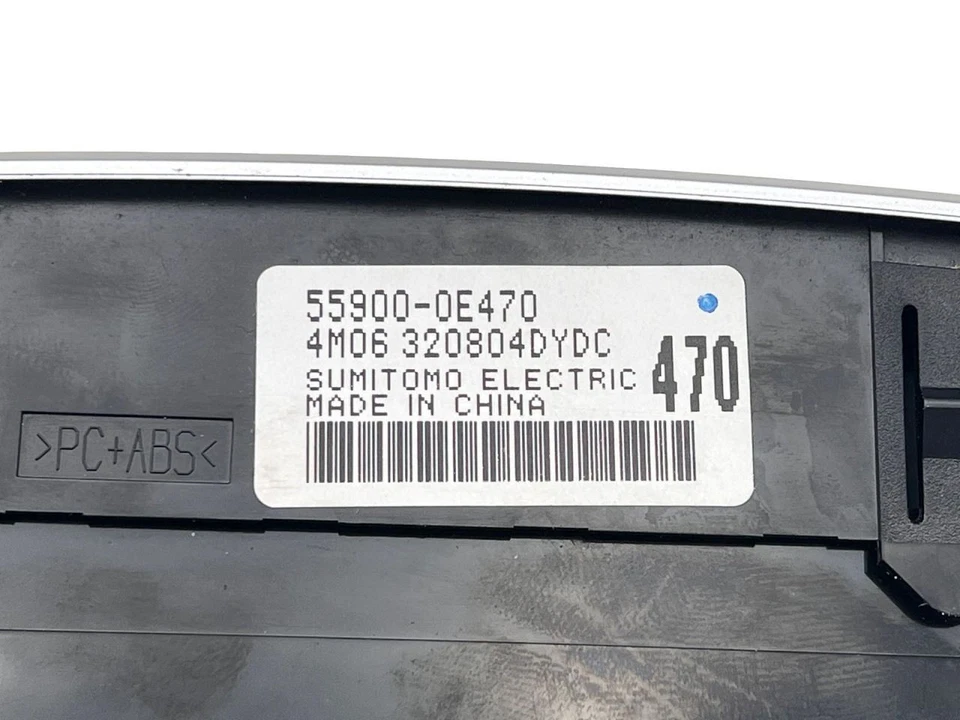 55900-0E470
4M06 320804DYDC
SUMITOMO ELECTRIC
MADE IN CHINA
470
>PC+ABS<